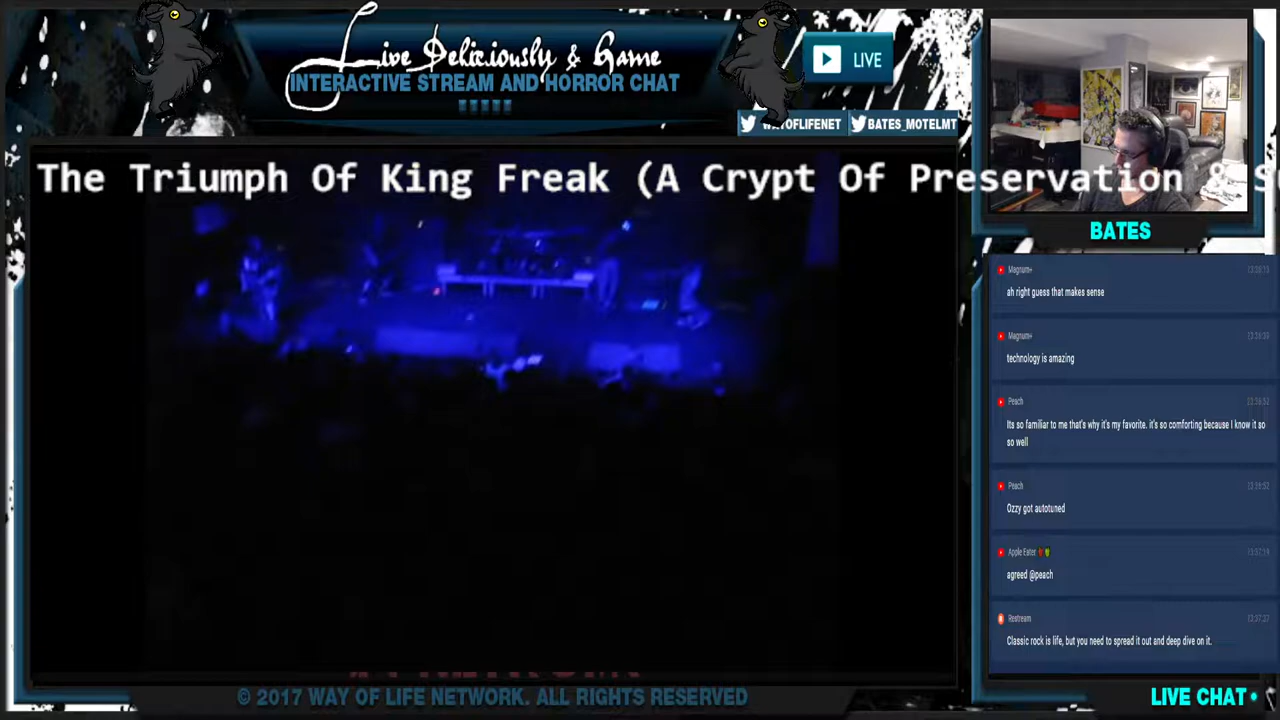 Live Deliciously & Game
INTERACTIVE STREAM AND HORROR CHAT
LIVE
WAYOFLIFENET
BATES_MOTELMT
The Triumph Of King Freak (A Crypt Of Preservation &
BATES
Magnum+
ah right guess that makes sense
Magnum+
technology is amazing
Peach
Its so familiar to me that's why it's my favorite. it's so comforting because I know it so
so well
Peach
Ozzy got autotuned
Apple Eater
agreed @peach
Restream
Classic rock is life, but you need to spread it out and deep dive on it.
© 2017 WAY OF LIFE NETWORK. ALL RIGHTS RESERVED
LIVE CHAT